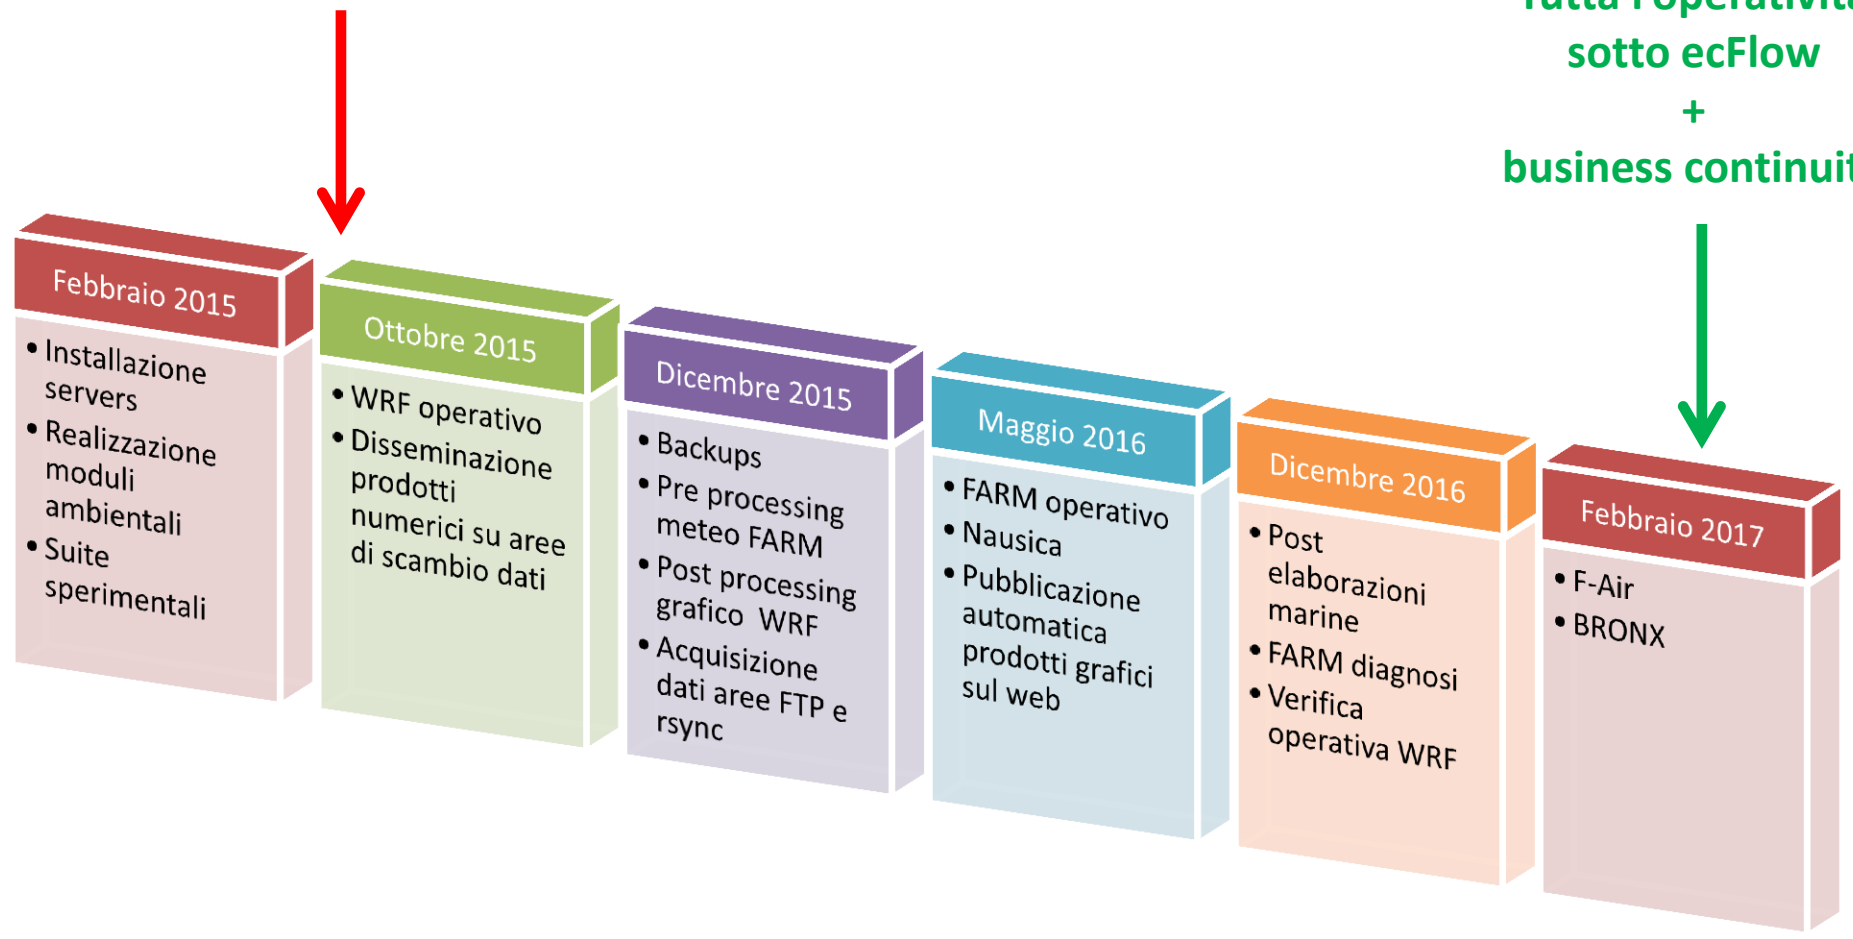 sotto ecFlow
+
business
Febbraio 2015
• Installazione
servers
• Realizzazione
moduli
ambientali
• Suite
sperimentali
Ottobre 2015
• WRF operativo
• Disseminazione
prodotti
numerici su aree
di scambio dati
Dicembre 2015
• Backups
• Pre processing
meteo FARM
• Post processing
grafico WRF
• Acquisizione
dati aree FTP e
rsync
Maggio 2016
• FARM operativo
• Nausica
• Pubblicazione
automatica
prodotti grafici
sul web
Dicembre 2016
• Post
elaborazioni
marine
• FARM diagnosi
• Verifica
operativa WRF
Febbraio 2017
• F-Air
• BRONX